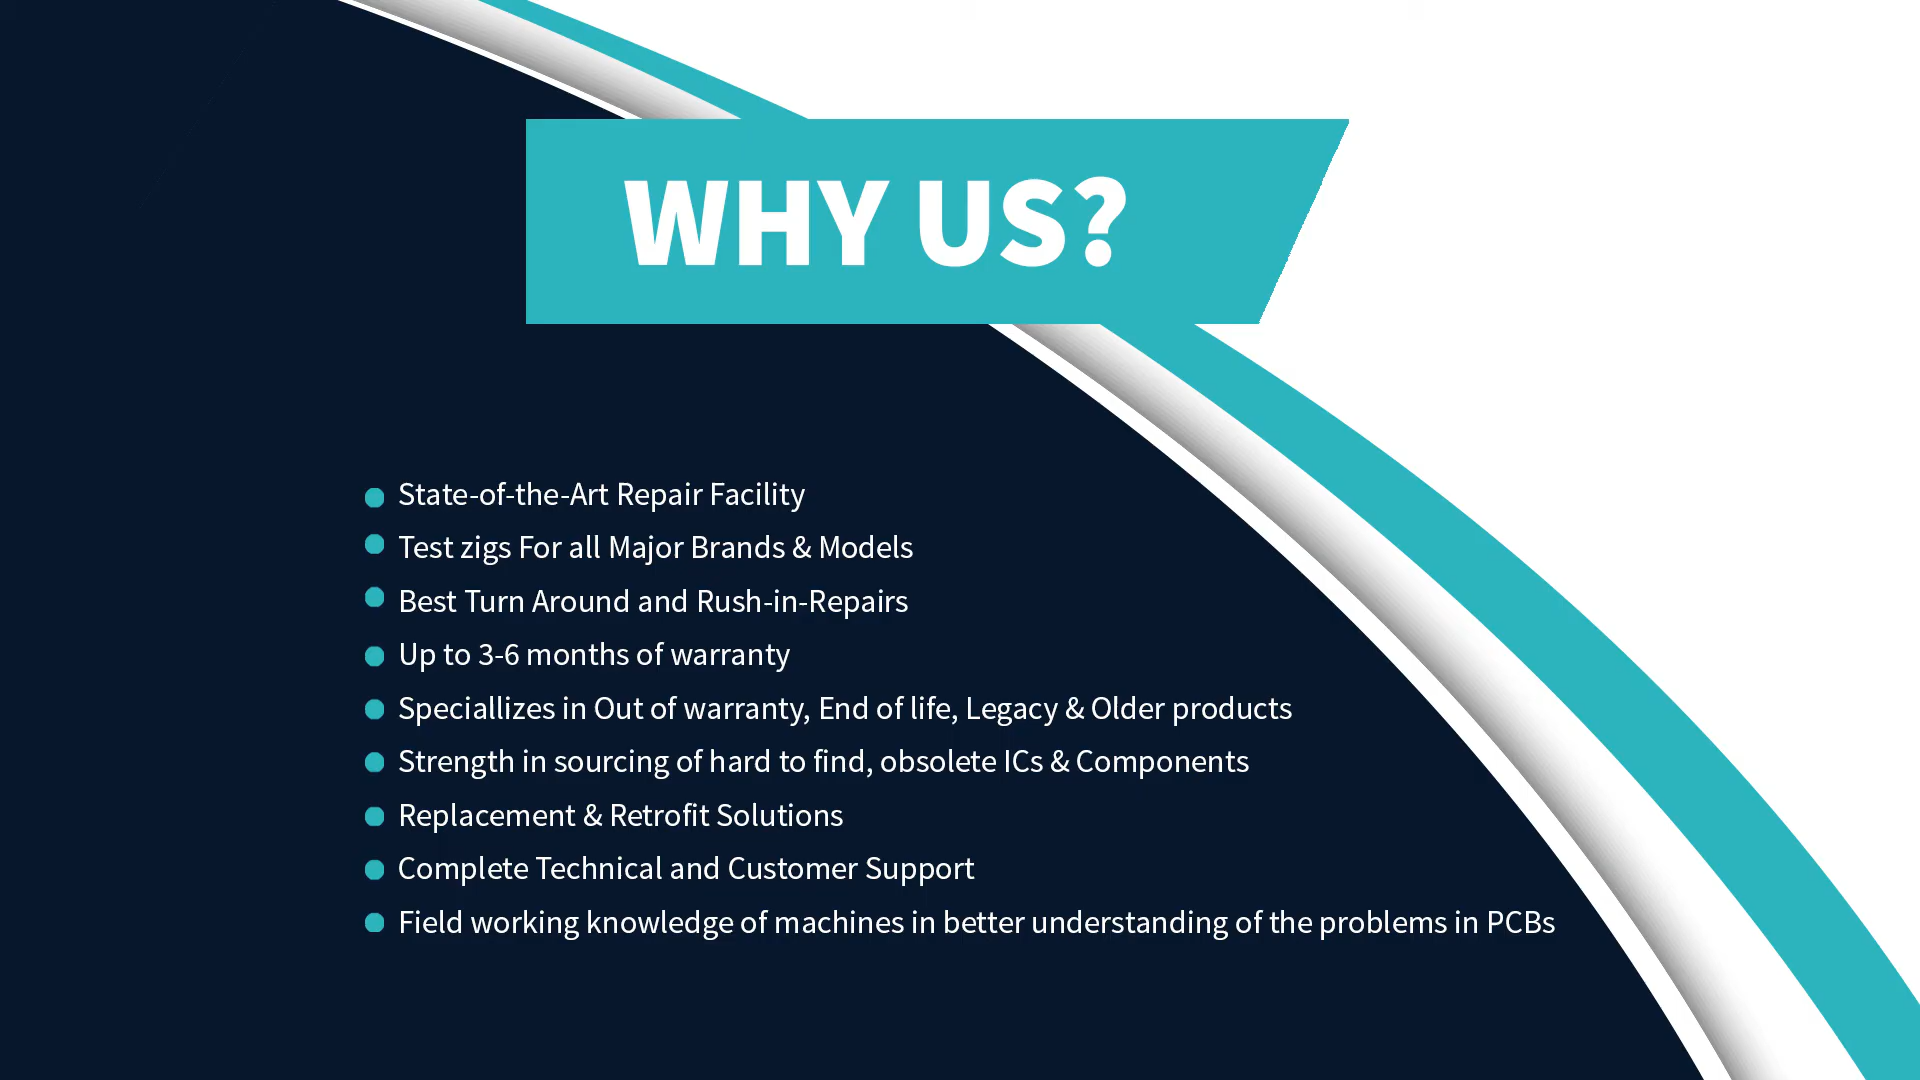 WHY US?
State-of-the-Art Repair Facility
Test zigs For all Major Brands & Models
Best Turn Around and Rush-in-Repairs
Up to 3-6 months of warranty
Speciallizes in Out of warranty, End of life, Legacy & Older products
Strength in sourcing of hard to find, obsolete ICs & Components
Replacement & Retrofit Solutions
Complete Technical and Customer Support
Field working knowledge of machines in better understanding of the problems in PCBs